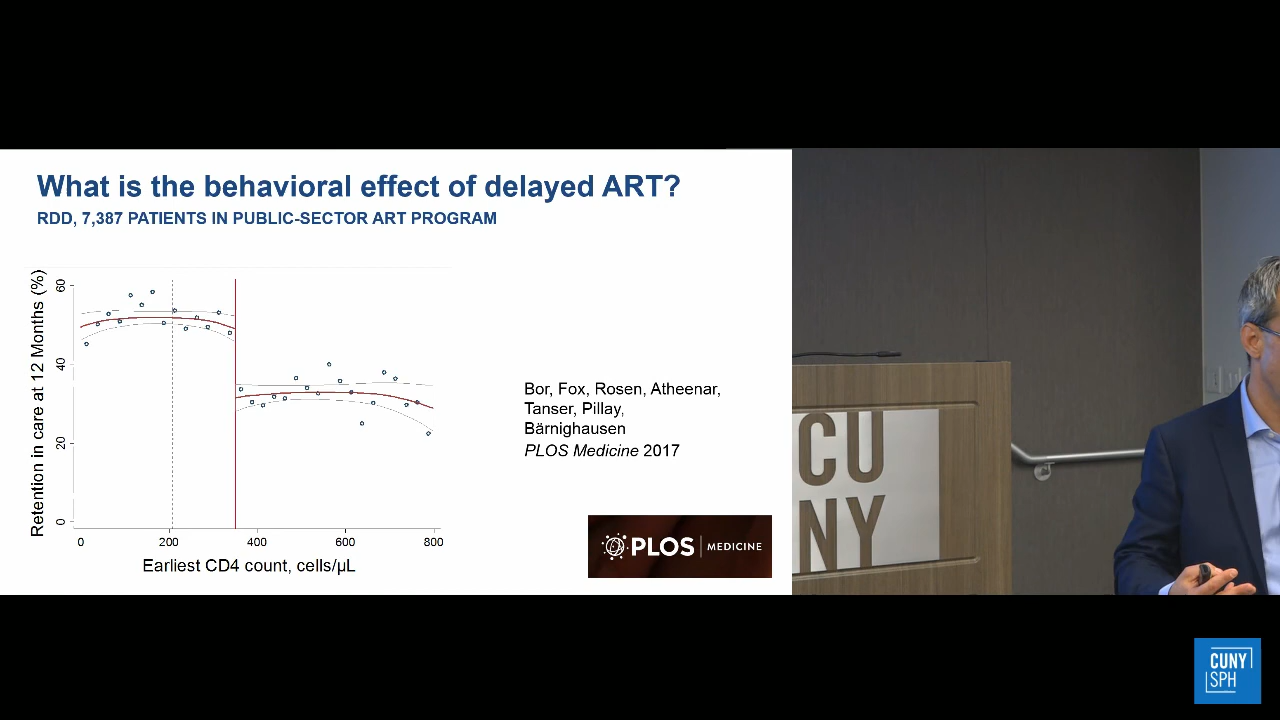 What is the behavioral effect of delayed ART?
RDD, 7,387 PATIENTS IN PUBLIC-SECTOR ART PROGRAM
Retention in care at 12 Months (%)
60
40
20
0
0 200 400 600 800
Earliest CD4 count, cells/µL
Bor, Fox, Rosen, Atheenar,
Tanser, Pillay,
Bärnighausen
PLOS Medicine 2017
PLOS MEDICINE
CU
NY
CUNY
SPH